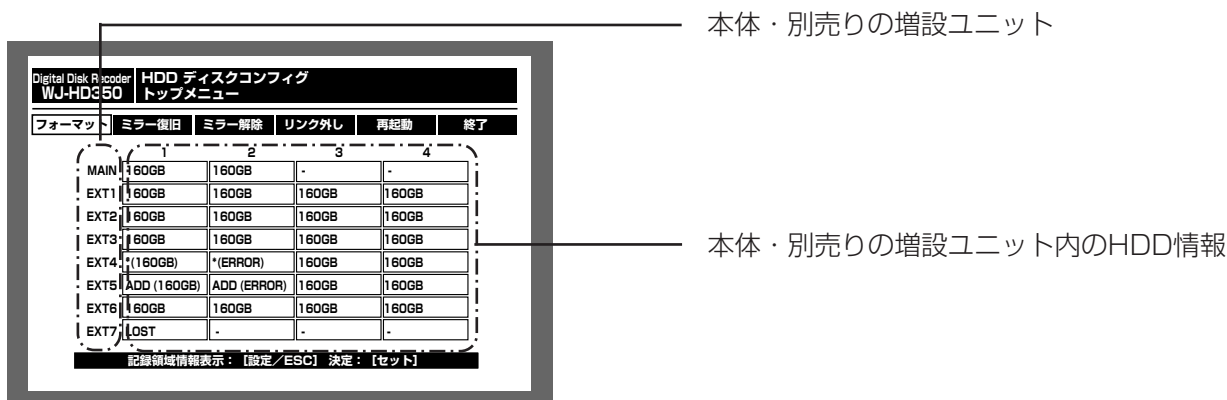 本体・別売りの増設ユニット
Digital Disk Recoder HDD ディスクコンフィグ
WJ-HD350 トップメニュー
フォーマット ミラー復旧 ミラー解除 リンク外し 再起動 終了
1 2 3 4
MAIN 160GB 160GB - -
EXT1 160GB 160GB 160GB 160GB
EXT2 160GB 160GB 160GB 160GB
EXT3 160GB 160GB 160GB 160GB
本体・別売りの増設ユニット内のHDD情報
EXT4 *(160GB) *(ERROR) 160GB 160GB
EXT5 ADD (160GB) ADD (ERROR) 160GB 160GB
EXT6 160GB 160GB 160GB 160GB
EXT7 LOST - - -
記録領域情報表示：［設定／ESC］ 決定：［セット］